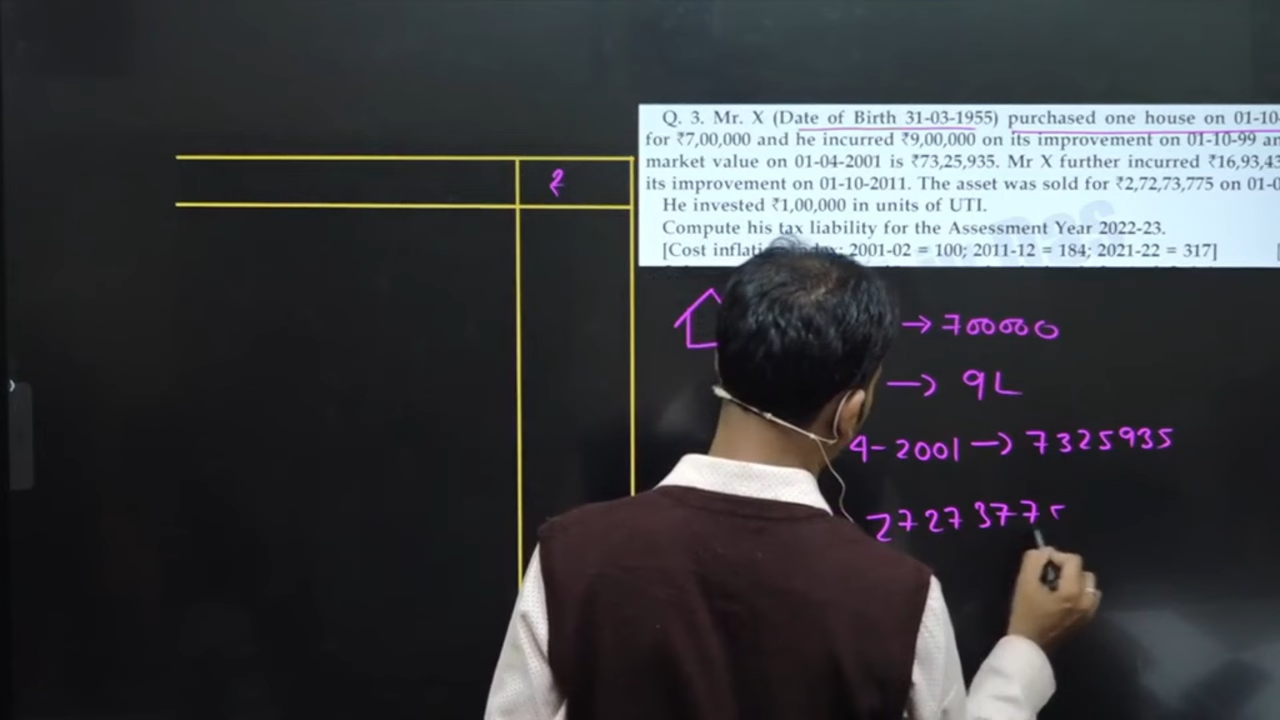 Q. 3. Mr. X (Date of Birth 31-03-1955) purchased one house on 01-10-
for ₹7,00,000 and he incurred ₹9,00,000 on its improvement on 01-10-99 an
market value on 01-04-2001 is ₹73,25,935. Mr X further incurred ₹16,93,43
its improvement on 01-10-2011. The asset was sold for ₹2,72,73,775 on 01-0
He invested ₹1,00,000 in units of UTI.
Compute his tax liability for the Assessment Year 2022-23.
[Cost inflation index: 2001-02 = 100; 2011-12 = 184; 2021-22 = 317]
₹
→ 700000
→ 9L
4-2001 → 7325935
2727377